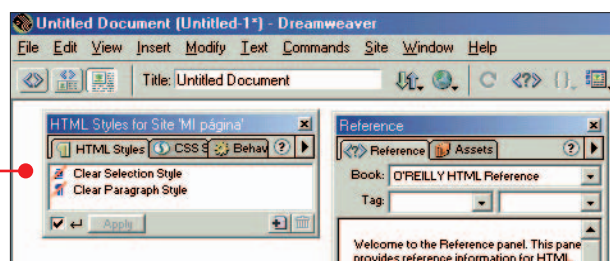 Untitled Document (Untitled-1*) - Dreamweaver
File Edit View Insert Modify Text Commands Site Window Help
Title: Untitled Document
HTML Styles for Site 'MI página'
HTML Styles CSS S Behav
Clear Selection Style
Clear Paragraph Style
Apply
Reference
Reference Assets
Book: O'REILLY HTML Reference
Tag:
Welcome to the Reference panel. This pane
provides reference information for HTML